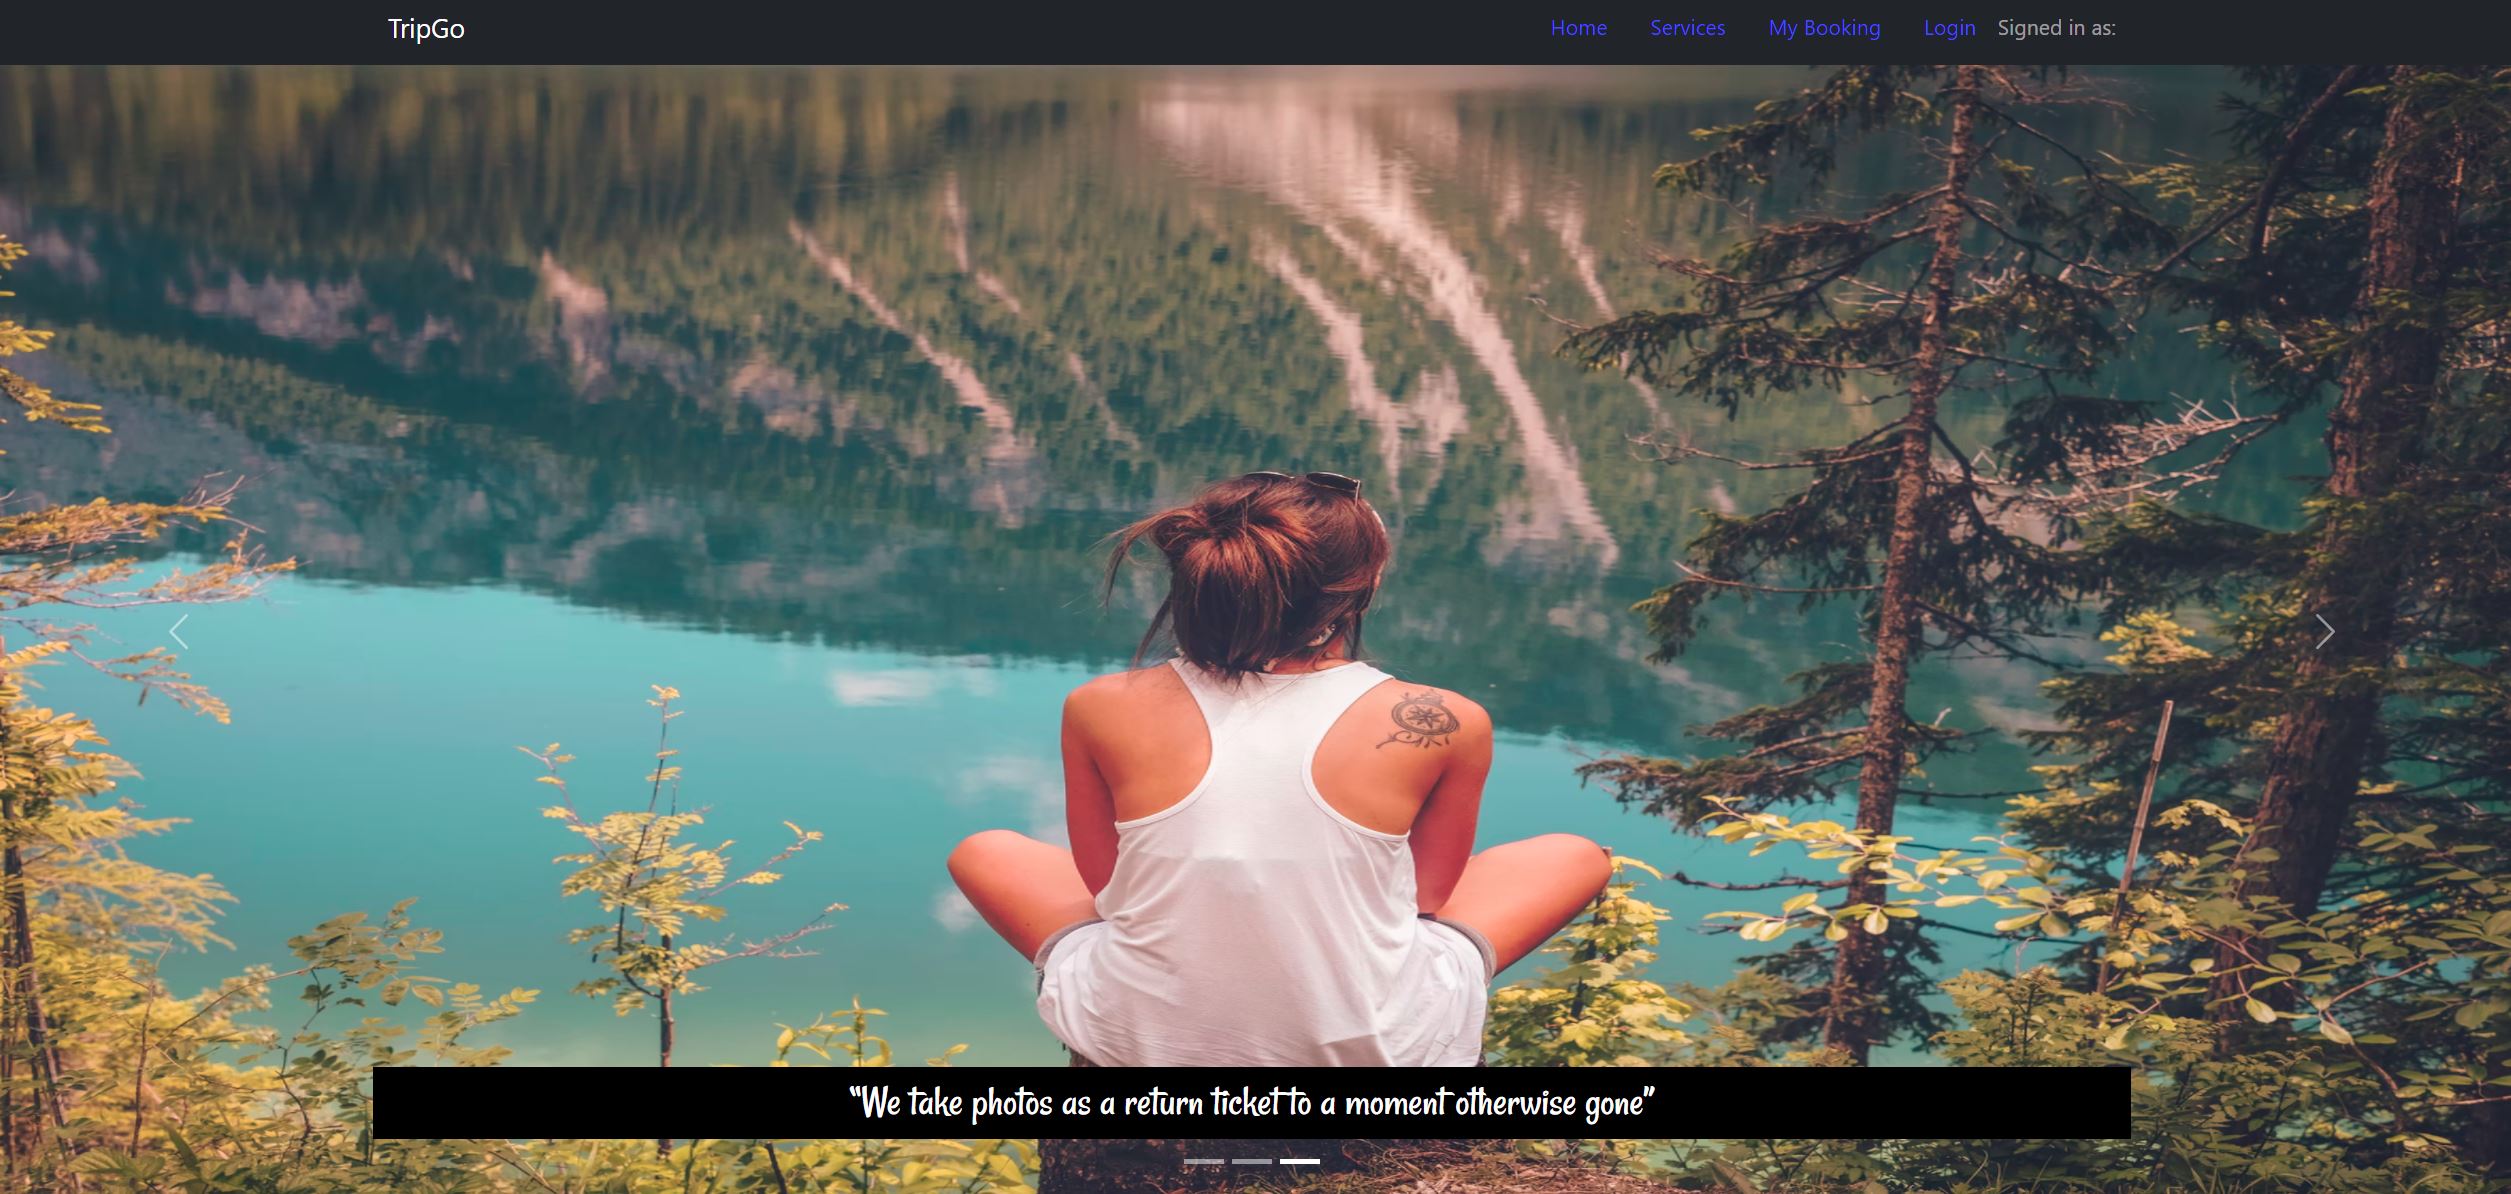 TripGo
Home Services My Booking Login Signed in as:
“We take photos as a return ticket to a moment otherwise gone”